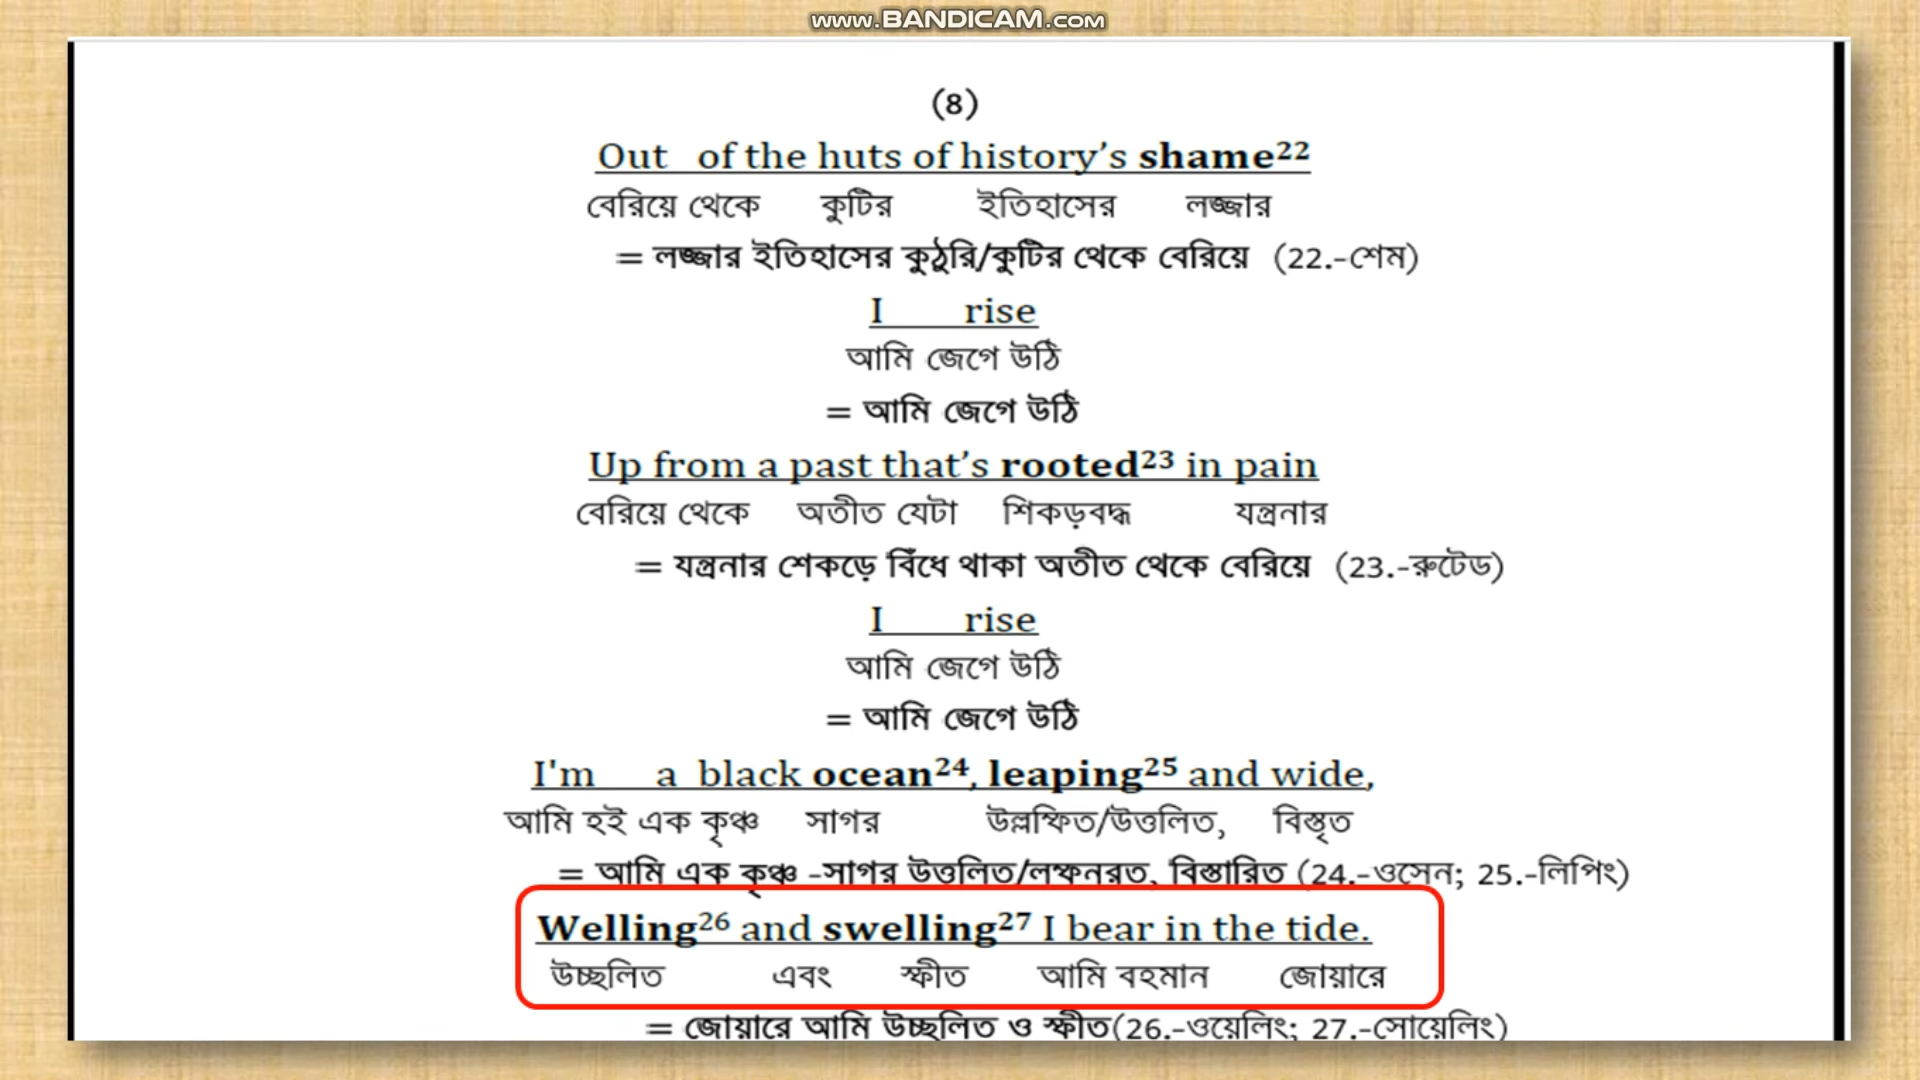 www.BANDICAM.com
(8)
Out of the huts of history’s shame²²
বেরিয়ে থেকে কুটির ইতিহাসের লজ্জার
= লজ্জার ইতিহাসের কুঠুরি/কুটির থেকে বেরিয়ে (22.-শেম)
I rise
আমি জেগে উঠি
= আমি জেগে উঠি
Up from a past that’s rooted²³ in pain
বেরিয়ে থেকে অতীত যেটা শিকড়বদ্ধ যন্ত্রনার
= যন্ত্রনার শেকড়ে বিঁধে থাকা অতীত থেকে বেরিয়ে (23.-রুটেড)
I rise
আমি জেগে উঠি
= আমি জেগে উঠি
I'm a black ocean²⁴, leaping²⁵ and wide,
আমি হই এক কৃঞ্চ সাগর উল্লম্ফিত/উত্তলিত, বিস্তৃত
= আমি এক কৃঞ্চ -সাগর উত্তলিত/লম্ফনরত, বিস্তারিত (24.-ওসেন; 25.-লিপিং)
Welling²⁶ and swelling²⁷ I bear in the tide.
উচ্ছলিত এবং স্ফীত আমি বহমান জোয়ারে
= জোয়ারে আমি উচ্ছলিত ও স্ফীত(26.-ওয়েলিং; 27.-সোয়েলিং)